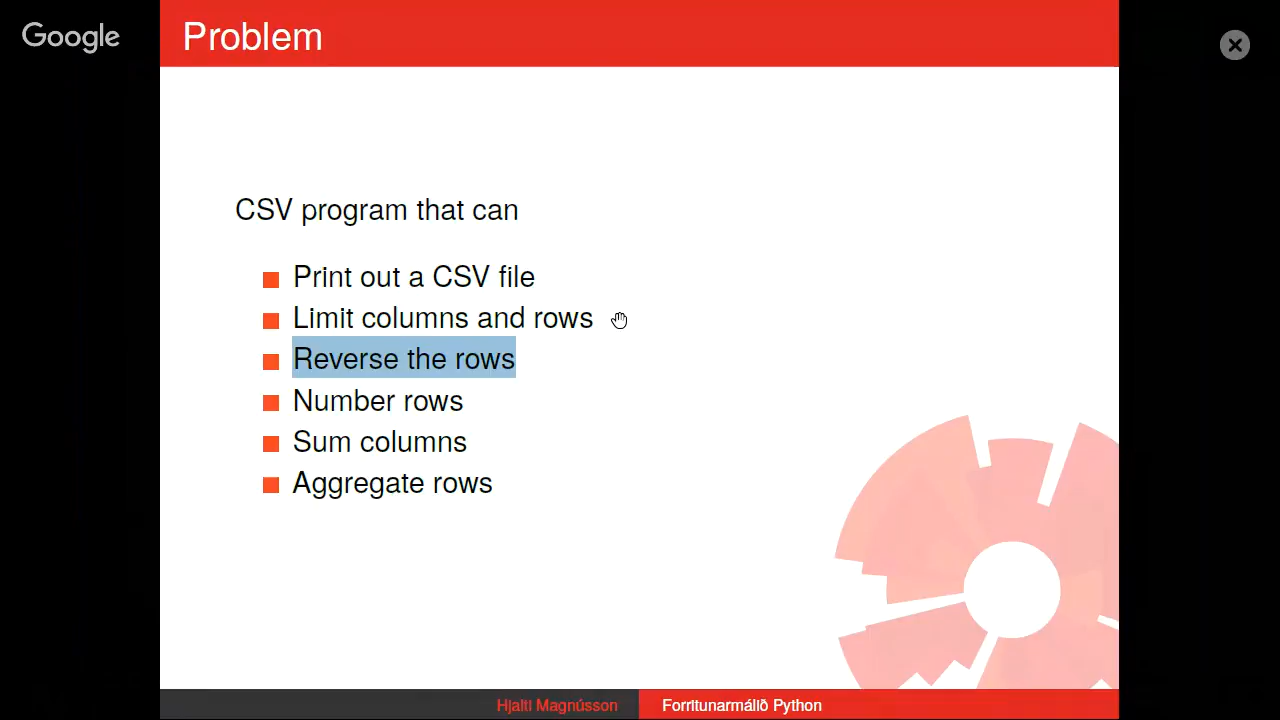 Google
Problem
CSV program that can
Print out a CSV file
Limit columns and rows
Reverse the rows
Number rows
Sum columns
Aggregate rows
Hjalti Magnússon
Forritunarmálið Python